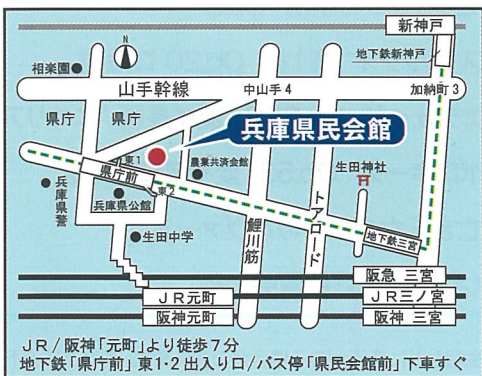 新神戸
地下鉄新神戸
N
相楽園
山手幹線
中山手4
加納町3
県庁
県庁
兵庫県民会館
東1
農業共済会館
生田神社
県庁前
東2
兵庫県警
兵庫県公館
生田中学
鯉川筋
トアロード
地下鉄三宮
阪急 三宮
JR元町
JR三ノ宮
阪神元町
阪神 三宮
JR/阪神「元町」より徒歩7分
地下鉄「県庁前」東1・2出入り口/バス停「県民会館前」下車すぐ